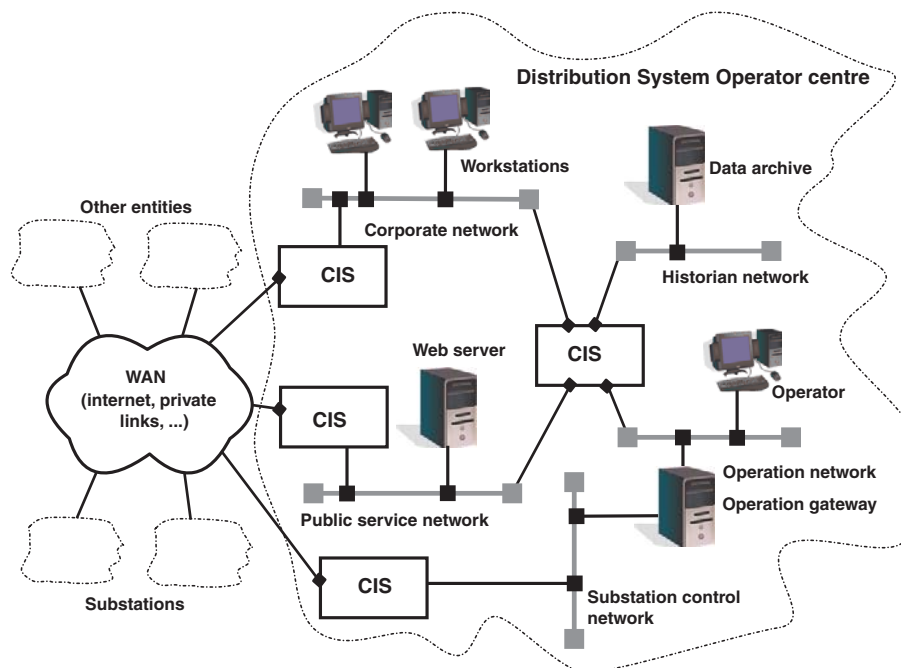 Distribution System Operator centre
Workstations
Data archive
Other entities
Corporate network
Historian network
CIS
WAN
(internet, private
links, ...)
Web server
CIS
Operator
CIS
Operation network
Public service network
Operation gateway
CIS
Substations
Substation control
network